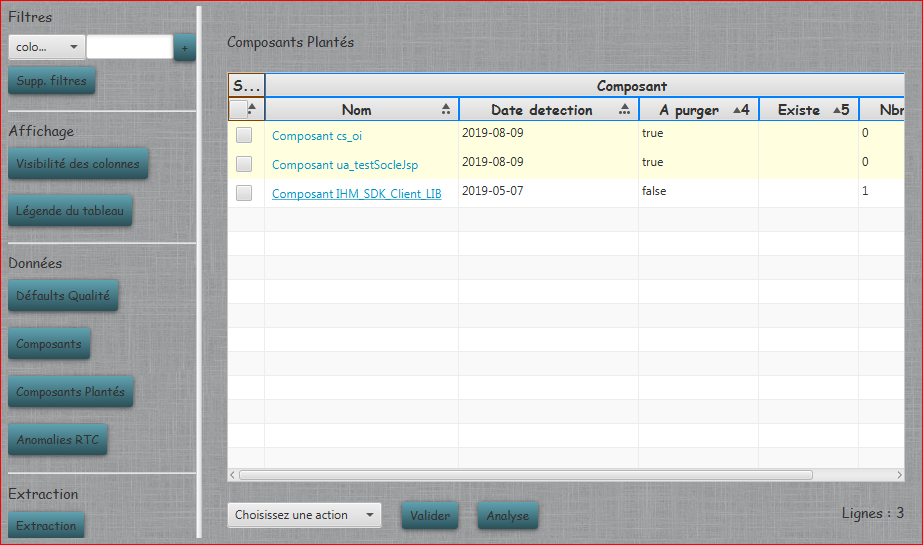 Filtres
colo...
+
Supp. filtres
Affichage
Visibilité des colonnes
Légende du tableau
Données
Défauts Qualité
Composants
Composants Plantés
Anomalies RTC
Extraction
Extraction
Composants Plantés
S... Composant
Nom Date detection A purger 4 Existe 5 Nbr
Composant cs_oi 2019-08-09 true 0
Composant ua_testSocleJsp 2019-08-09 true 0
Composant IHM_SDK_Client_LIB 2019-05-07 false 1
Choisissez une action Valider Analyse Lignes : 3